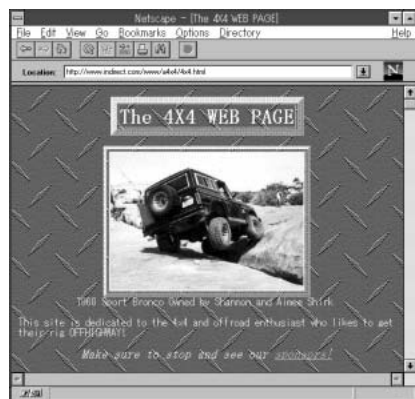 Netscape - [The 4X4 WEB PAGE]
File Edit View Go Bookmarks Options Directory Help
Location: http://www.indirect.com/www/a4x4/4x4.html
N
The 4X4 WEB PAGE
1968 Sport Bronco Owned by Shannon and Aimee Shirk
This site is dedicated to the 4x4 and offroad enthusiast who likes to get
their rig OFFHIGHWAY!
Make sure to stop and see our sponsors!